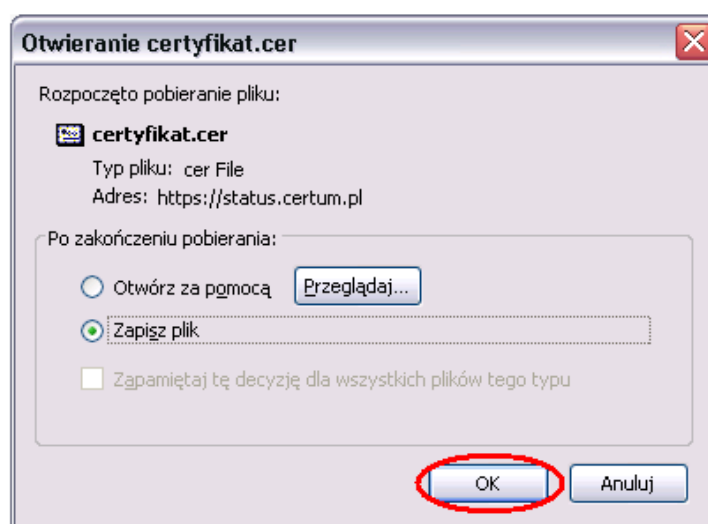 Otwieranie certyfikat.cer
Rozpoczęto pobieranie pliku:
certyfikat.cer
Typ pliku: cer File
Adres: https://status.certum.pl
Po zakończeniu pobierania:
Otwórz za pomocą Przeglądaj...
Zapisz plik
Zapamiętaj tę decyzję dla wszystkich plików tego typu
OK Anuluj